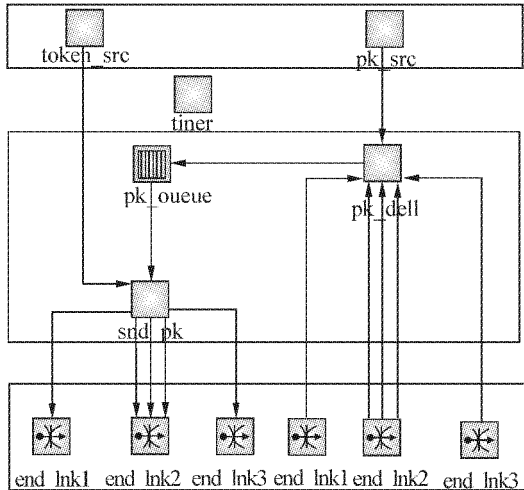 token_src pk_src
tiner
pk_oueue pk_dell
snd_pk
end_lnk1 end_lnk2 end_lnk3 end_lnk1 end_lnk2 end_lnk3